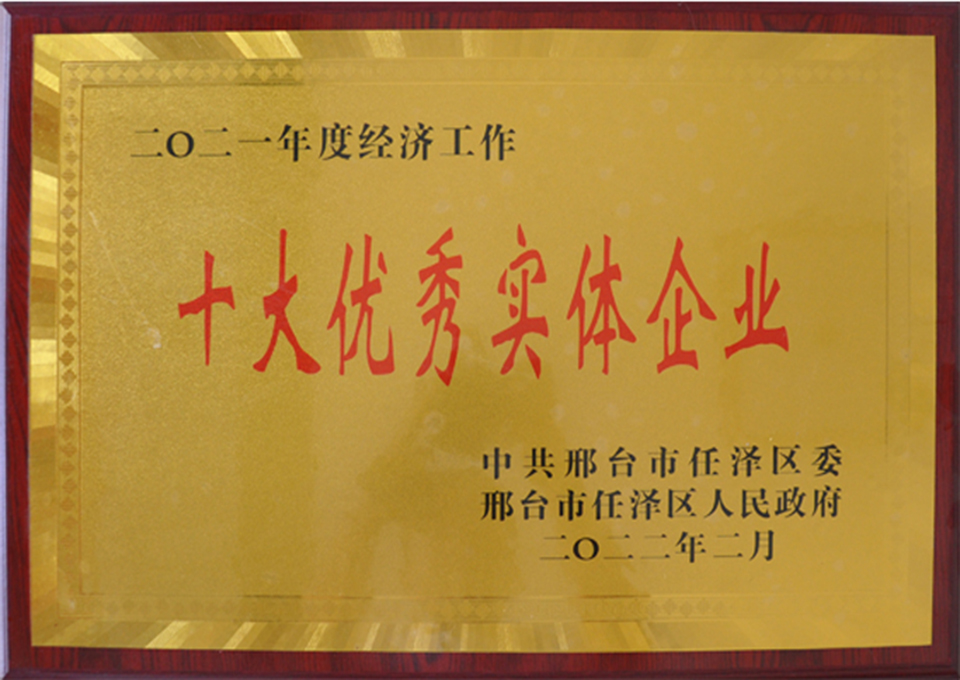 二〇二一年度经济工作
十大优秀实体企业
中共邢台市任泽区委
邢台市任泽区人民政府
二〇二二年二月